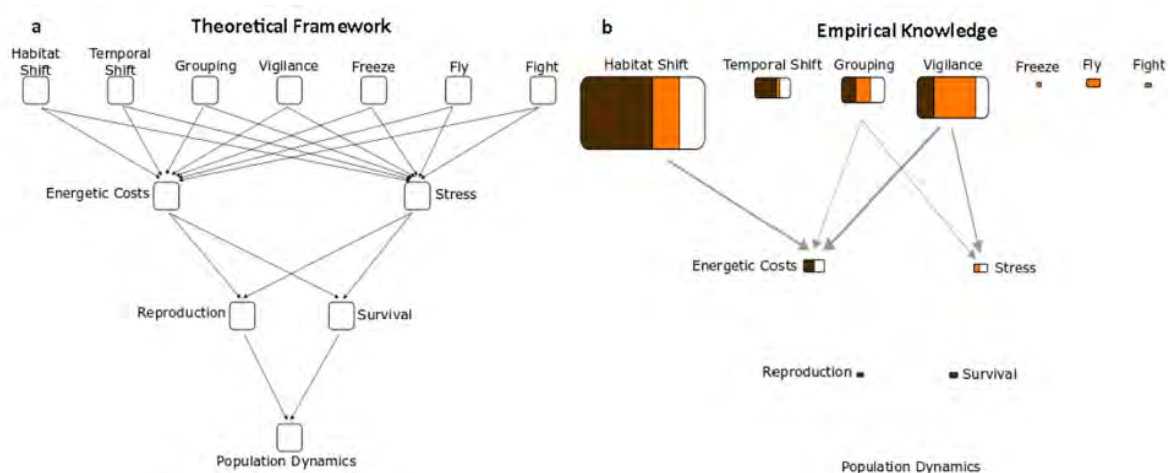 a
Theoretical Framework
Habitat
Shift
Temporal
Shift
Grouping
Vigilance
Freeze
Fly
Fight
Energetic Costs
Stress
Reproduction
Survival
Population Dynamics
b
Empirical Knowledge
Habitat Shift
Temporal Shift
Grouping
Vigilance
Freeze
Fly
Fight
Energetic Costs
Stress
Reproduction
Survival
Population Dynamics